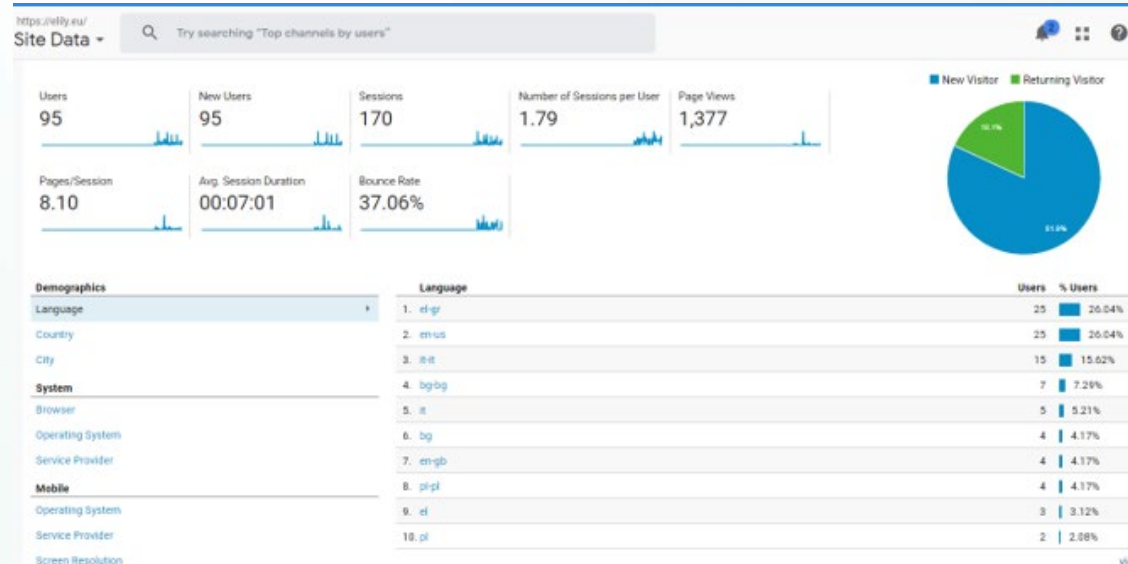 https://elily.eu/
Site Data
Try searching "Top channels by users"
2
New Visitor Returning Visitor
Users
95
New Users
95
Sessions
170
Number of Sessions per User
1.79
Page Views
1,377
Pages/Session
8.10
Avg. Session Duration
00:07:01
Bounce Rate
37.06%
Demographics
Language
Country
City
System
Browser
Operating System
Service Provider
Mobile
Operating System
Service Provider
Screen Resolution
Language Users % Users
1. el-gr 25 26.04%
2. en-us 25 26.04%
3. it-it 15 15.62%
4. bg-bg 7 7.29%
5. it 5 5.21%
6. bg 4 4.17%
7. en-gb 4 4.17%
8. pl-pl 4 4.17%
9. el 3 3.12%
10. pl 2 2.08%